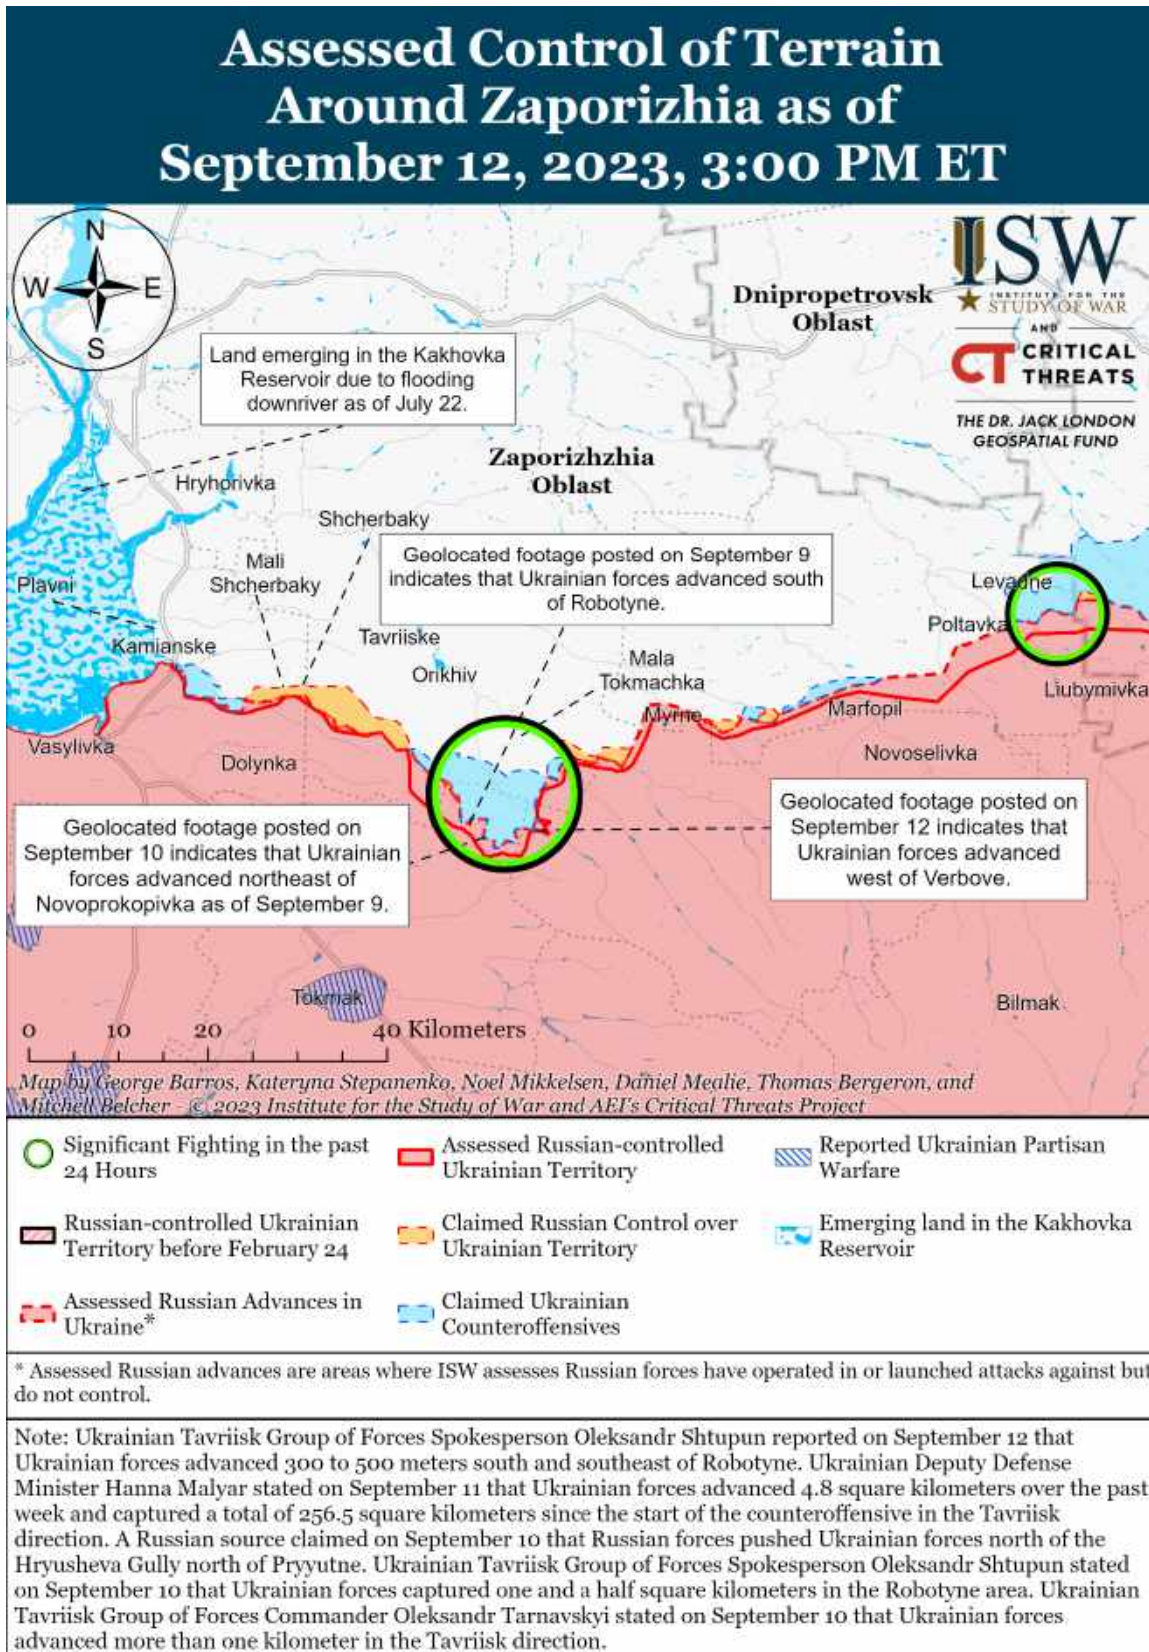 Assessed Control of Terrain
Around Zaporizhia as of
September 12, 2023, 3:00 PM ET
N
W
E
S
ISW
INSTITUTE FOR THE
STUDY OF WAR
AND
CT CRITICAL
THREATS
THE DR. JACK LONDON
GEOSPATIAL FUND
Dnipropetrovsk
Oblast
Land emerging in the Kakhovka
Reservoir due to flooding
downriver as of July 22.
Zaporizhzhia
Oblast
Hryhorivka
Shcherbaky
Geolocated footage posted on September 9
indicates that Ukrainian forces advanced south
of Robotyne.
Mali
Shcherbaky
Plavni
Levadne
Poltavka
Tavriiske
Kamianske
Orikhiv
Mala
Tokmachka
Liubymivka
Myrne
Marfopil
Vasylivka
Dolynka
Novoselivka
Geolocated footage posted on
September 10 indicates that Ukrainian
forces advanced northeast of
Novoprokopivka as of September 9.
Geolocated footage posted on
September 12 indicates that
Ukrainian forces advanced
west of Verbove.
Tokmak
Bilmak
0 10 20 40 Kilometers
Map by George Barros, Kateryna Stepanenko, Noel Mikkelsen, Daniel Mealie, Thomas Bergeron, and
Mitchell Belcher - © 2023 Institute for the Study of War and AEI's Critical Threats Project
Significant Fighting in the past
24 Hours
Assessed Russian-controlled
Ukrainian Territory
Reported Ukrainian Partisan
Warfare
Russian-controlled Ukrainian
Territory before February 24
Claimed Russian Control over
Ukrainian Territory
Emerging land in the Kakhovka
Reservoir
Assessed Russian Advances in
Ukraine*
Claimed Ukrainian
Counteroffensives
* Assessed Russian advances are areas where ISW assesses Russian forces have operated in or launched attacks against but
do not control.
Note: Ukrainian Tavriisk Group of Forces Spokesperson Oleksandr Shtupun reported on September 12 that
Ukrainian forces advanced 300 to 500 meters south and southeast of Robotyne. Ukrainian Deputy Defense
Minister Hanna Malyar stated on September 11 that Ukrainian forces advanced 4.8 square kilometers over the past
week and captured a total of 256.5 square kilometers since the start of the counteroffensive in the Tavriisk
direction. A Russian source claimed on September 10 that Russian forces pushed Ukrainian forces north of the
Hryusheva Gully north of Pryyutne. Ukrainian Tavriisk Group of Forces Spokesperson Oleksandr Shtupun stated
on September 10 that Ukrainian forces captured one and a half square kilometers in the Robotyne area. Ukrainian
Tavriisk Group of Forces Commander Oleksandr Tarnavskyi stated on September 10 that Ukrainian forces
advanced more than one kilometer in the Tavriisk direction.